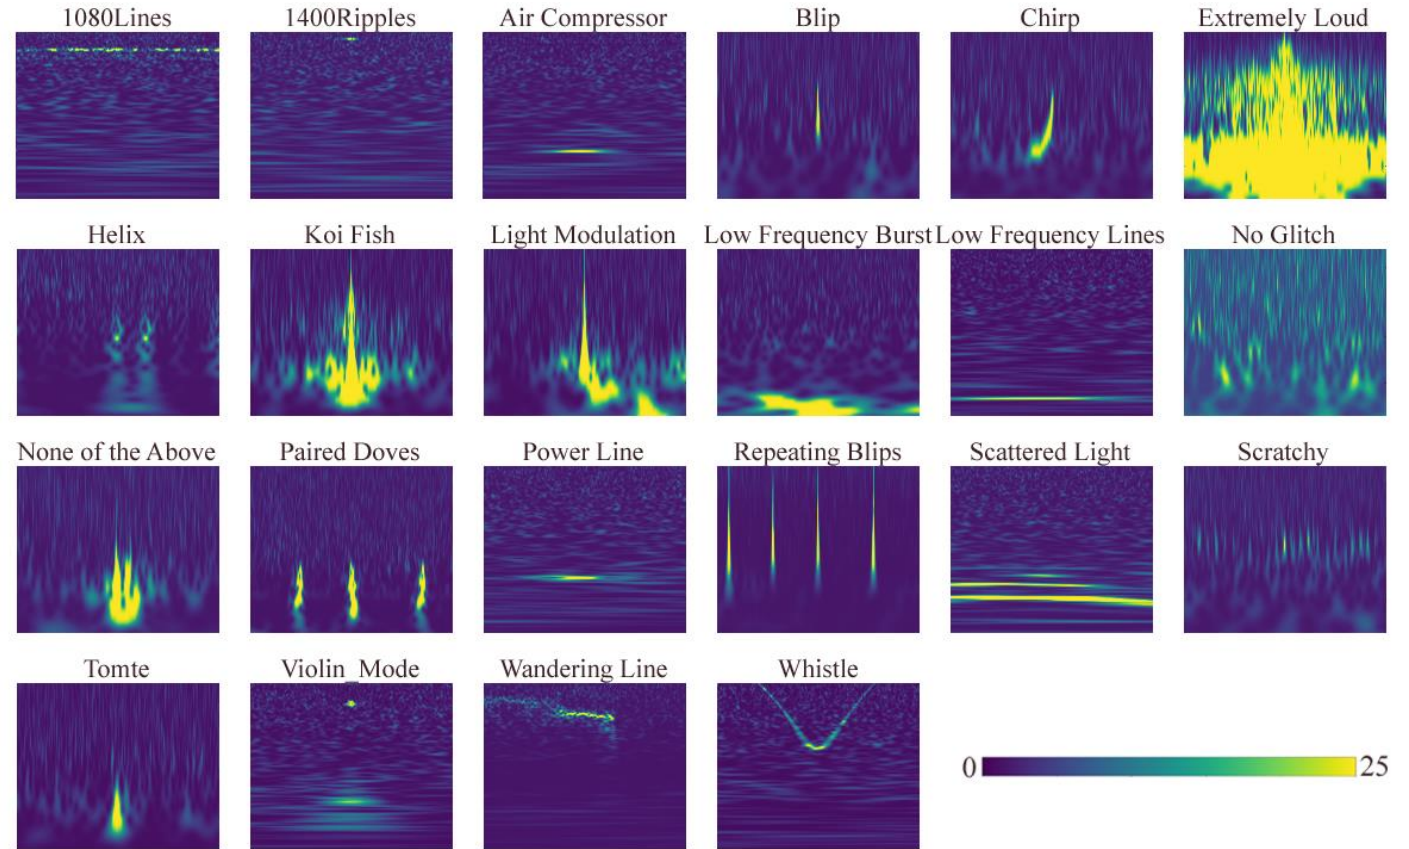 1080Lines
1400Ripples
Air Compressor
Blip
Chirp
Extremely Loud
Helix
Koi Fish
Light Modulation
Low Frequency Burst
Low Frequency Lines
No Glitch
None of the Above
Paired Doves
Power Line
Repeating Blips
Scattered Light
Scratchy
Tomte
Violin_Mode
Wandering Line
Whistle
0
25